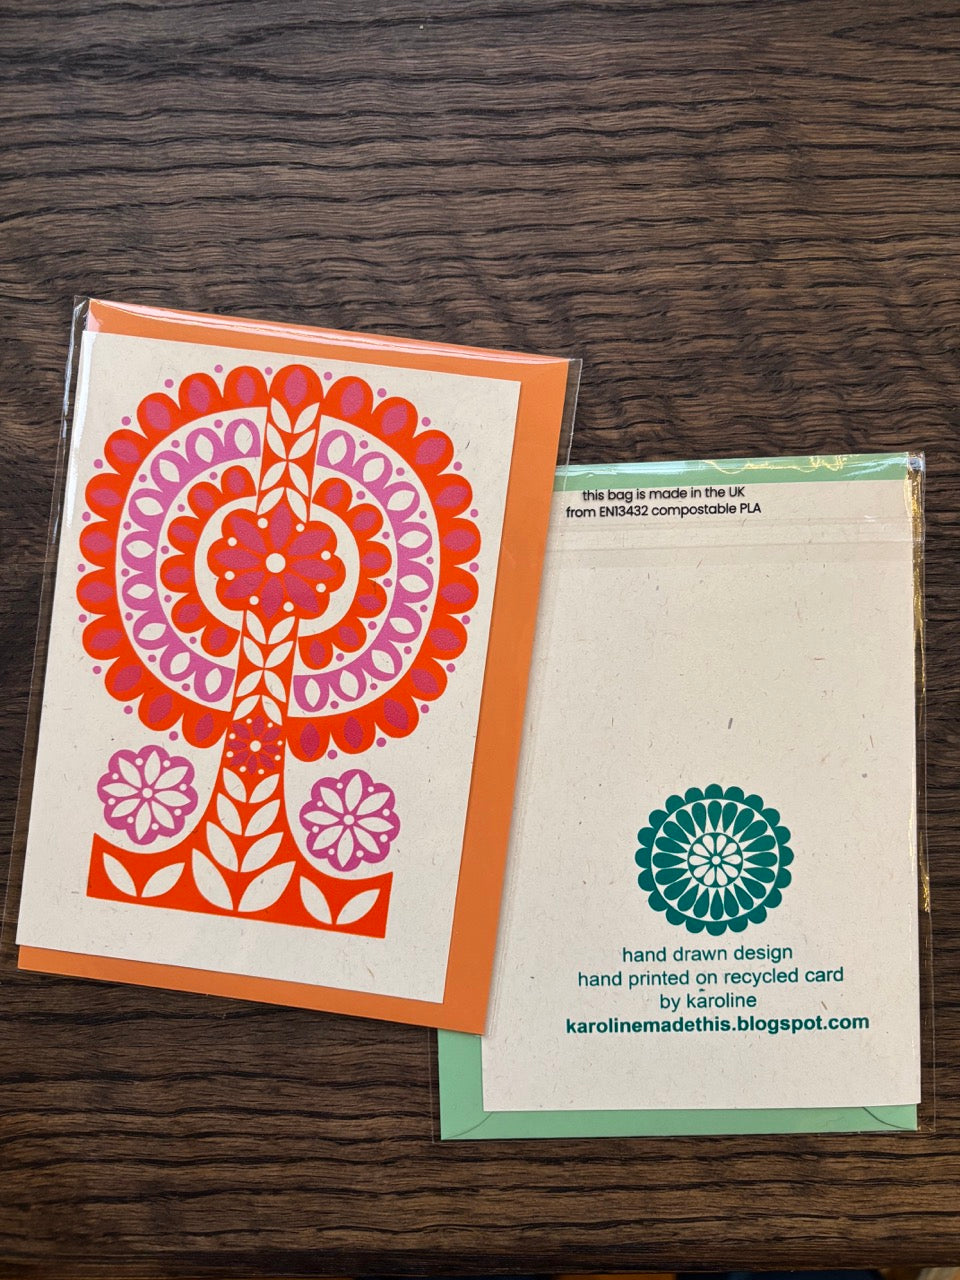 this bag is made in the UK
from EN13432 compostable PLA
hand drawn design
hand printed on recycled card
by karoline
karolinemadethis.blogspot.com